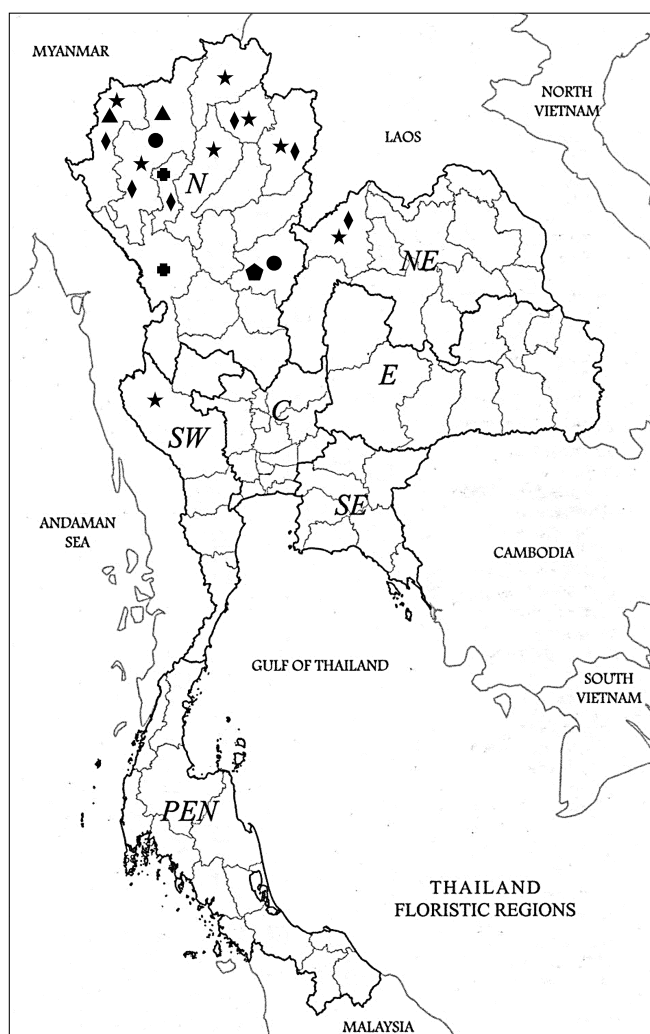 MYANMAR
NORTH
VIETNAM
LAOS
N
NE
E
C
SW
SE
ANDAMAN
SEA
CAMBODIA
GULF OF THAILAND
SOUTH
VIETNAM
PEN
THAILAND
FLORISTIC REGIONS
MALAYSIA